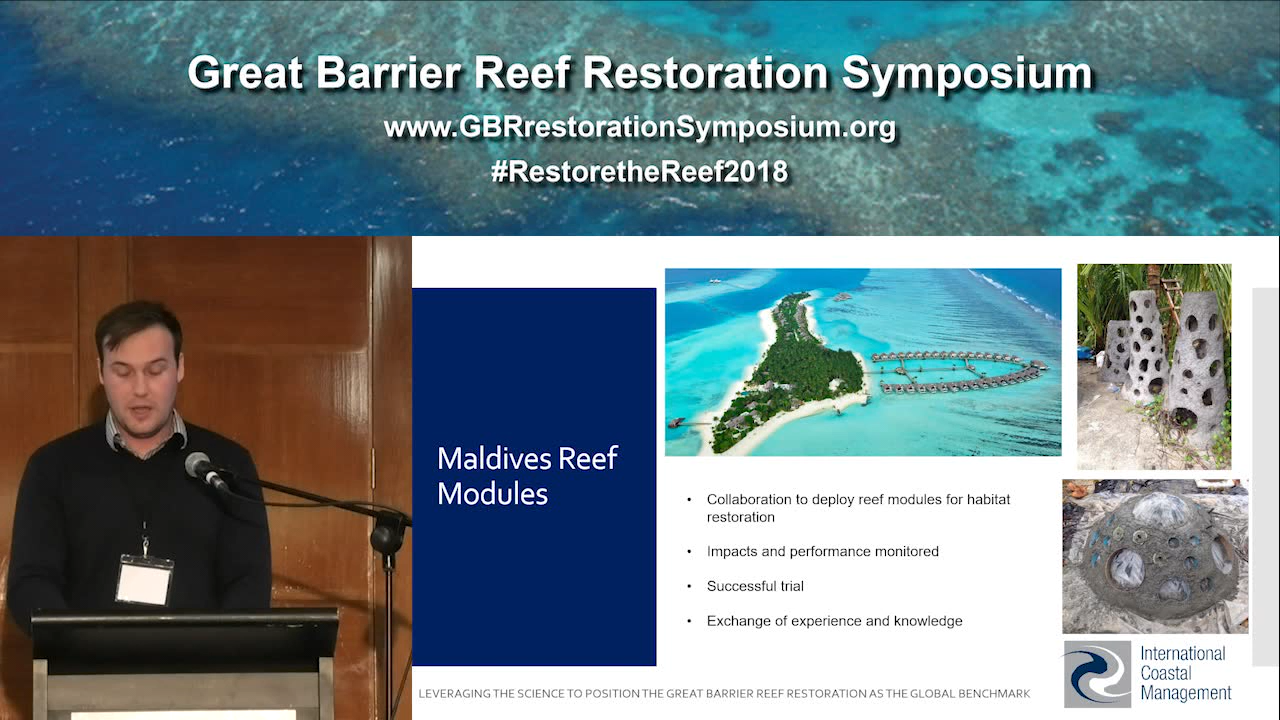 Great Barrier Reef Restoration Symposium
www.GBRrestorationSymposium.org
#RestoretheReef2018
Maldives Reef
Modules
• Collaboration to deploy reef modules for habitat
restoration
• Impacts and performance monitored
• Successful trial
• Exchange of experience and knowledge
LEVERAGING THE SCIENCE TO POSITION THE GREAT BARRIER REEF RESTORATION AS THE GLOBAL BENCHMARK
International
Coastal
Management